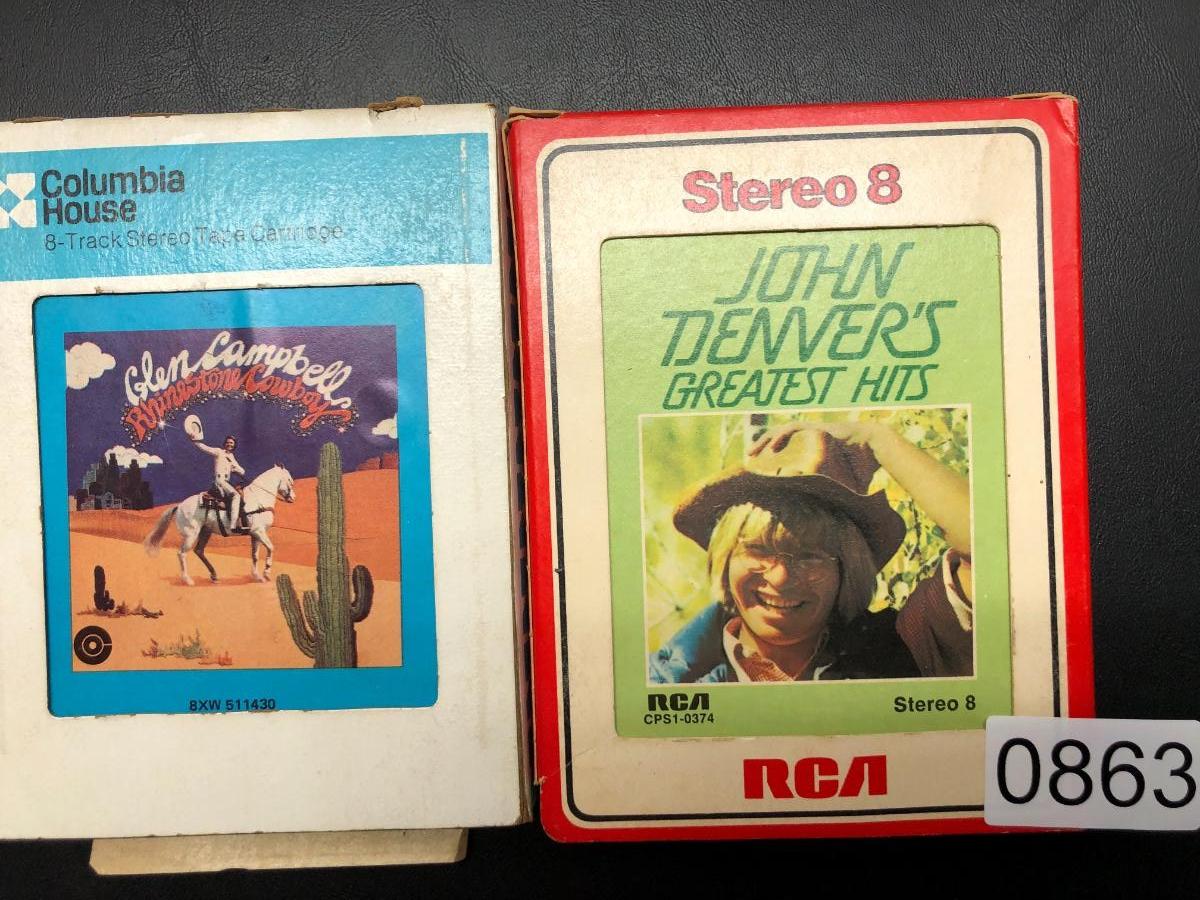 Columbia
House
8-Track Stereo Tape Cartridge
Glen Campbell
Rhinestone Cowboy
8XW 511430
Stereo 8
JOHN
DENVER'S
GREATEST HITS
RCA
CPS1-0374
Stereo 8
RCA
0863